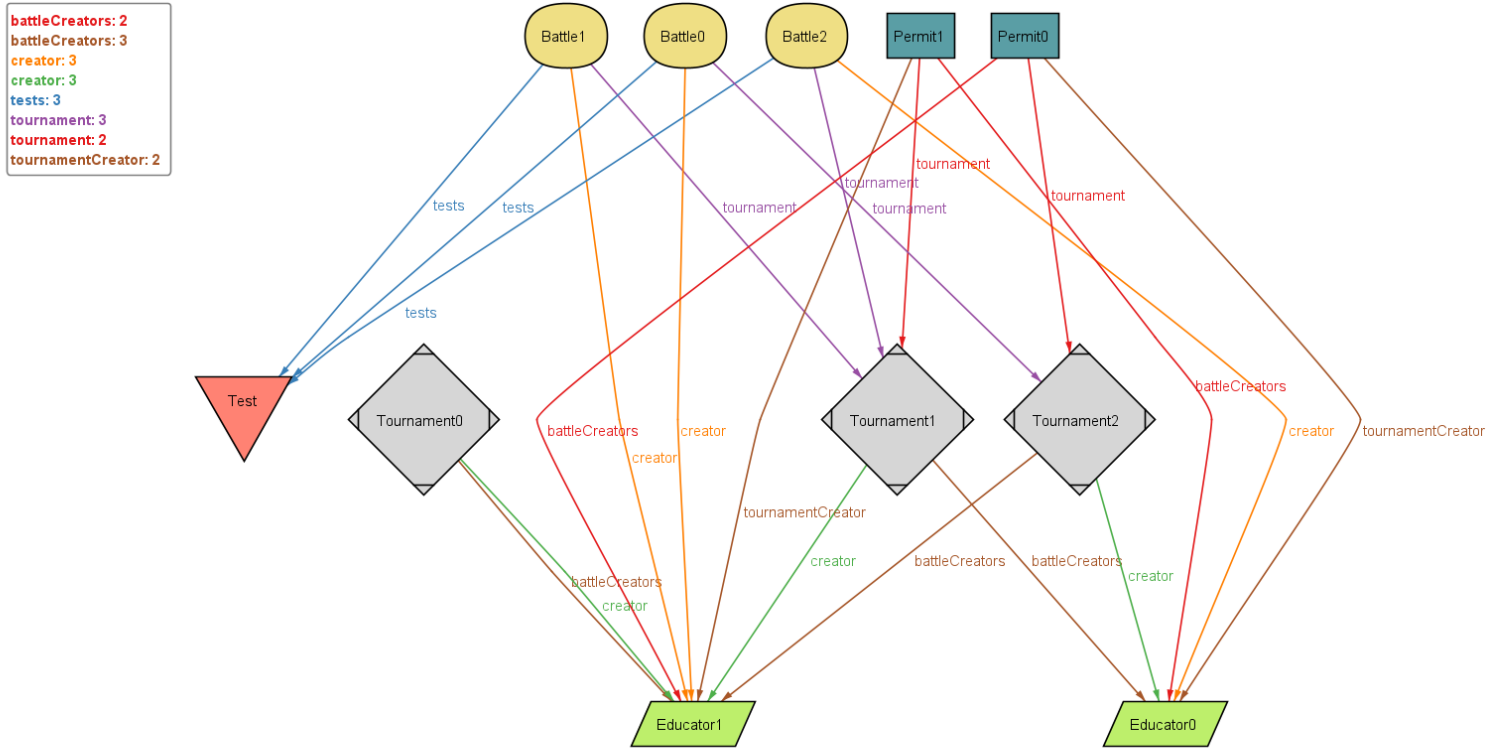 battleCreators: 2
battleCreators: 3
creator: 3
creator: 3
tests: 3
tournament: 3
tournament: 2
tournamentCreator: 2
Battle1
Battle0
Battle2
Permit1
Permit0
tournament
tournament
tournament
tests
tests
tournament
tournament
tests
battleCreators
Test
Tournament0
Tournament1
Tournament2
battleCreators
creator
creator
tournamentCreator
creator
tournamentCreator
creator
battleCreators
battleCreators
battleCreators
creator
creator
Educator1
Educator0